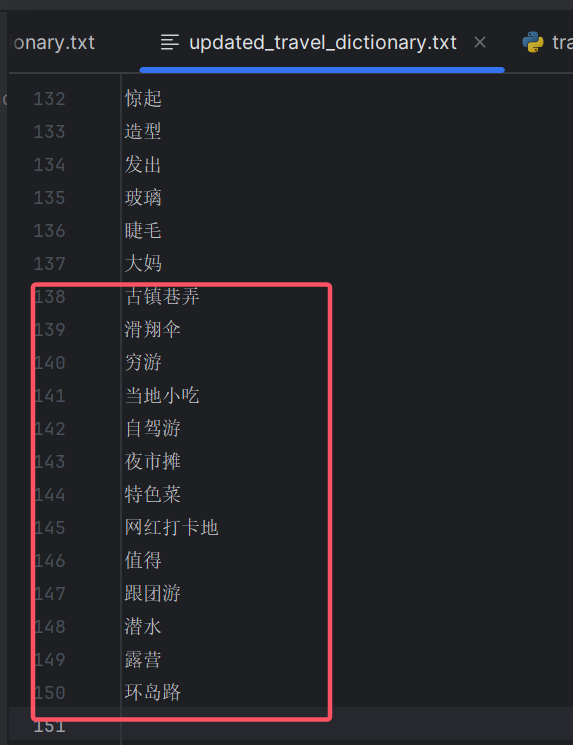 onary.txt updated_travel_dictionary.txt × tra
132 惊起
133 造型
134 发出
135 玻璃
136 睫毛
137 大妈
138 古镇巷弄
139 滑翔伞
140 穷游
141 当地小吃
142 自驾游
143 夜市摊
144 特色菜
145 网红打卡地
146 值得
147 跟团游
148 潜水
149 露营
150 环岛路
151